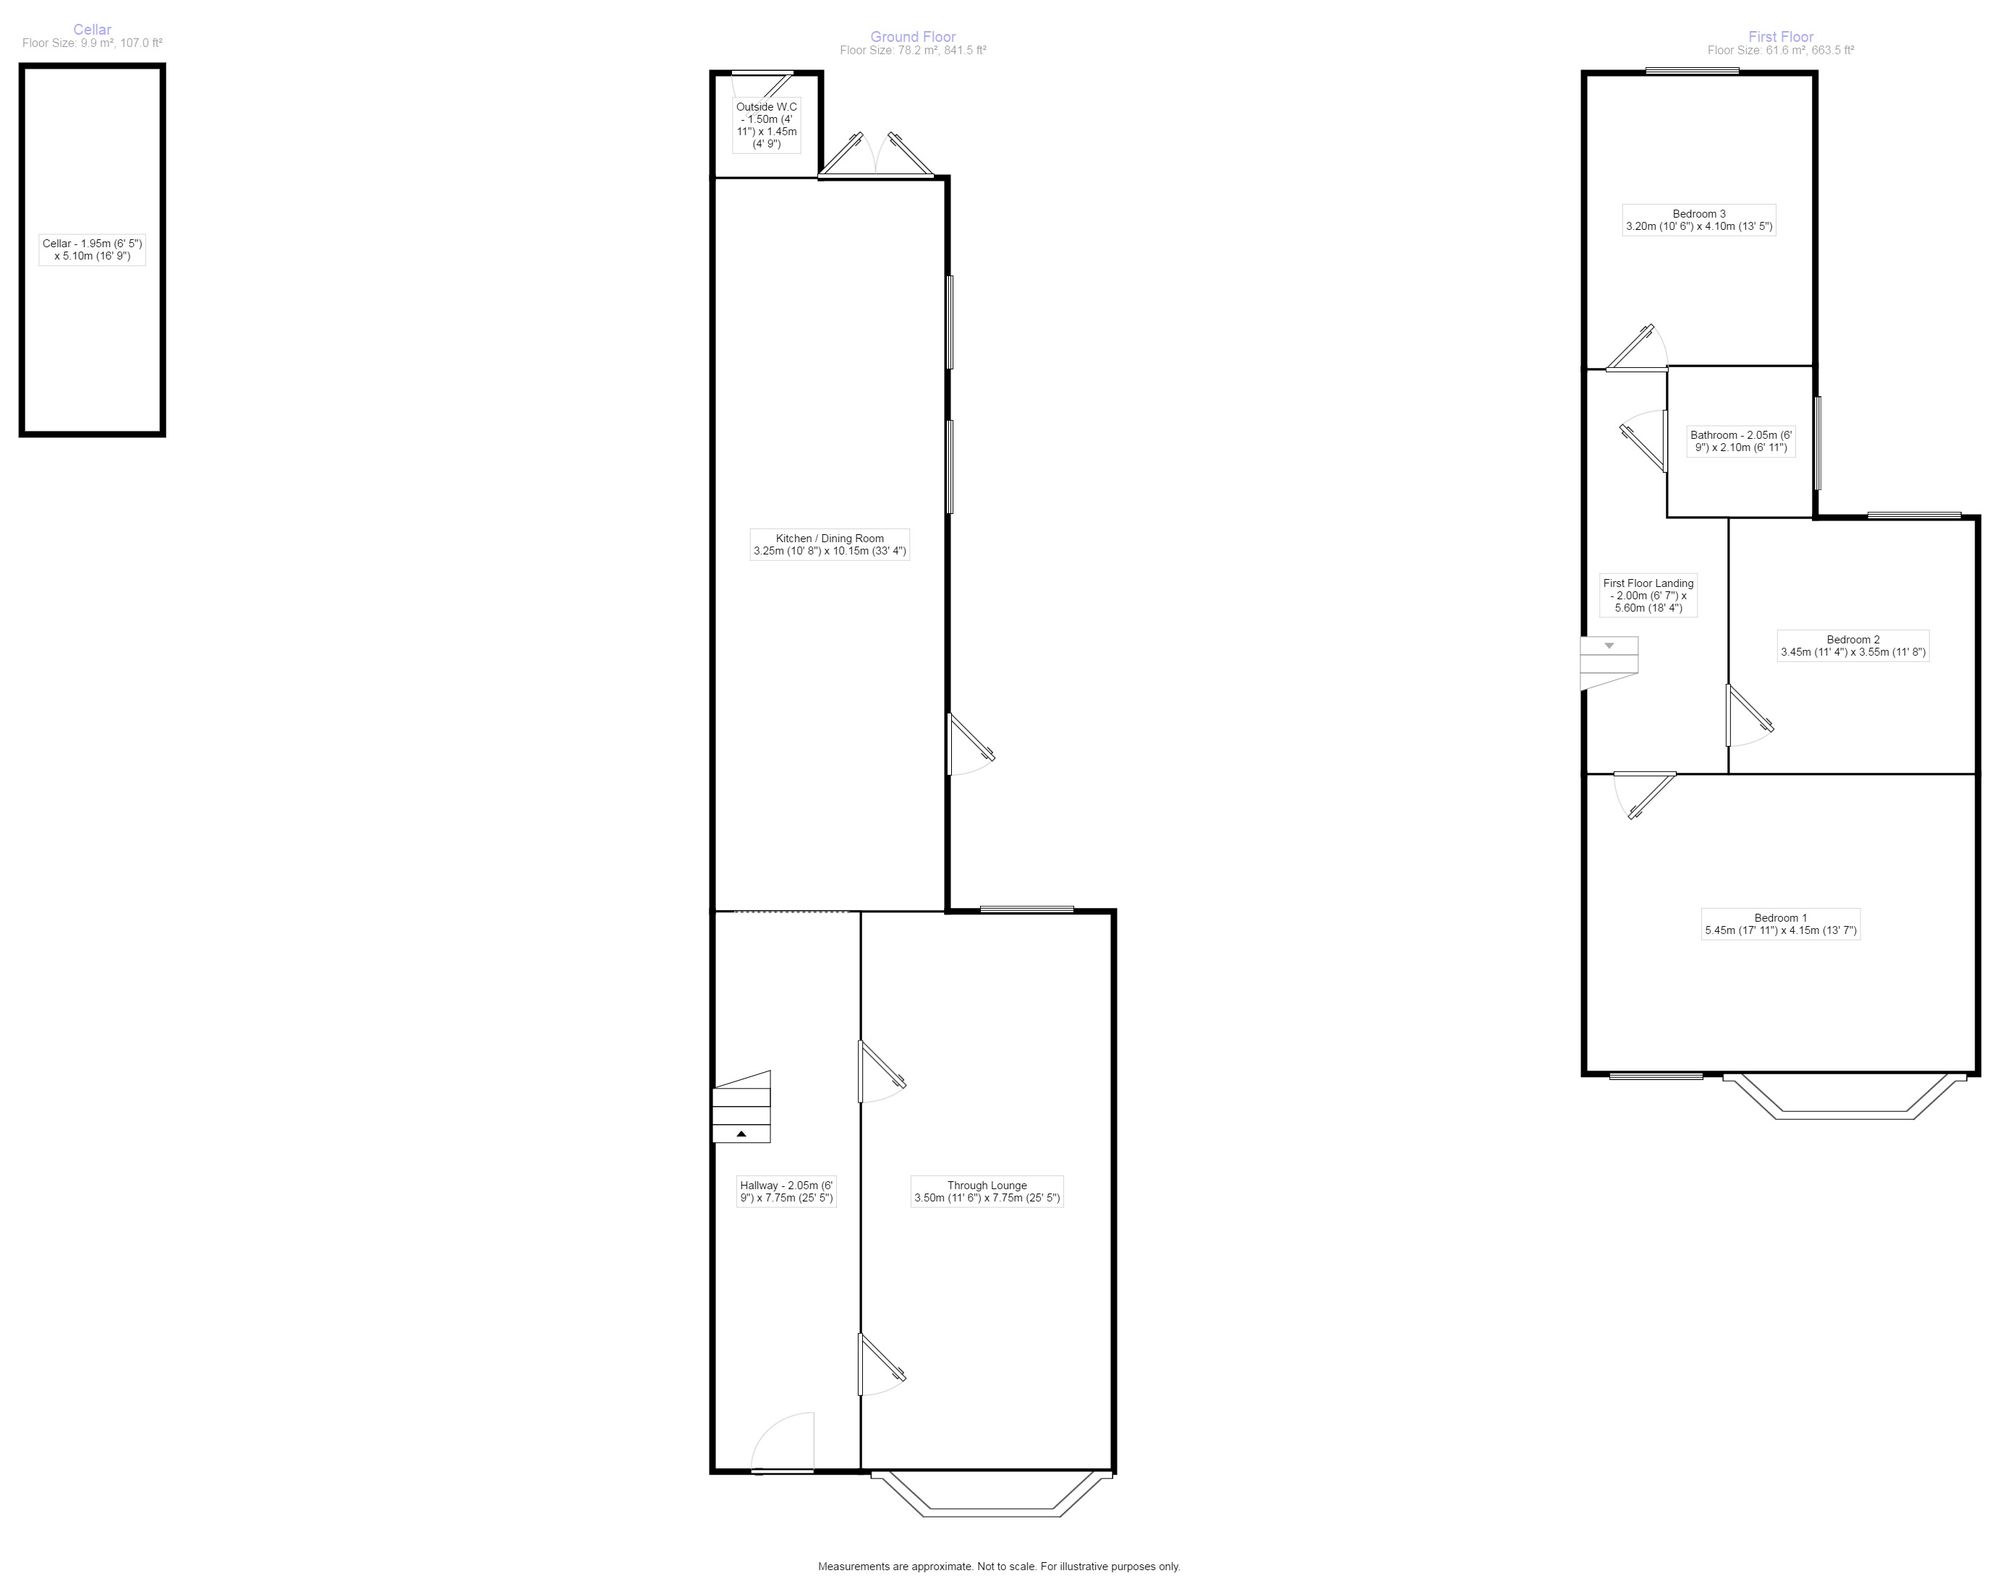 Cellar
Floor Size: 9.9 m², 107.0 ft²
Cellar - 1.95m (6' 5")
x 5.10m (16' 9")
Ground Floor
Floor Size: 78.2 m², 841.5 ft²
Outside W.C
- 1.50m (4'
11") x 1.45m
(4' 9")
Kitchen / Dining Room
3.25m (10' 8") x 10.15m (33' 4")
Hallway - 2.05m (6'
9") x 7.75m (25' 5")
Through Lounge
3.50m (11' 6") x 7.75m (25' 5")
First Floor
Floor Size: 61.6 m², 663.5 ft²
Bedroom 3
3.20m (10' 6") x 4.10m (13' 5")
Bathroom - 2.05m (6'
9") x 2.10m (6' 11")
First Floor Landing
- 2.00m (6' 7") x
5.60m (18' 4")
Bedroom 2
3.45m (11' 4") x 3.55m (11' 8")
Bedroom 1
5.45m (17' 11") x 4.15m (13' 7")
Measurements are approximate. Not to scale. For illustrative purposes only.